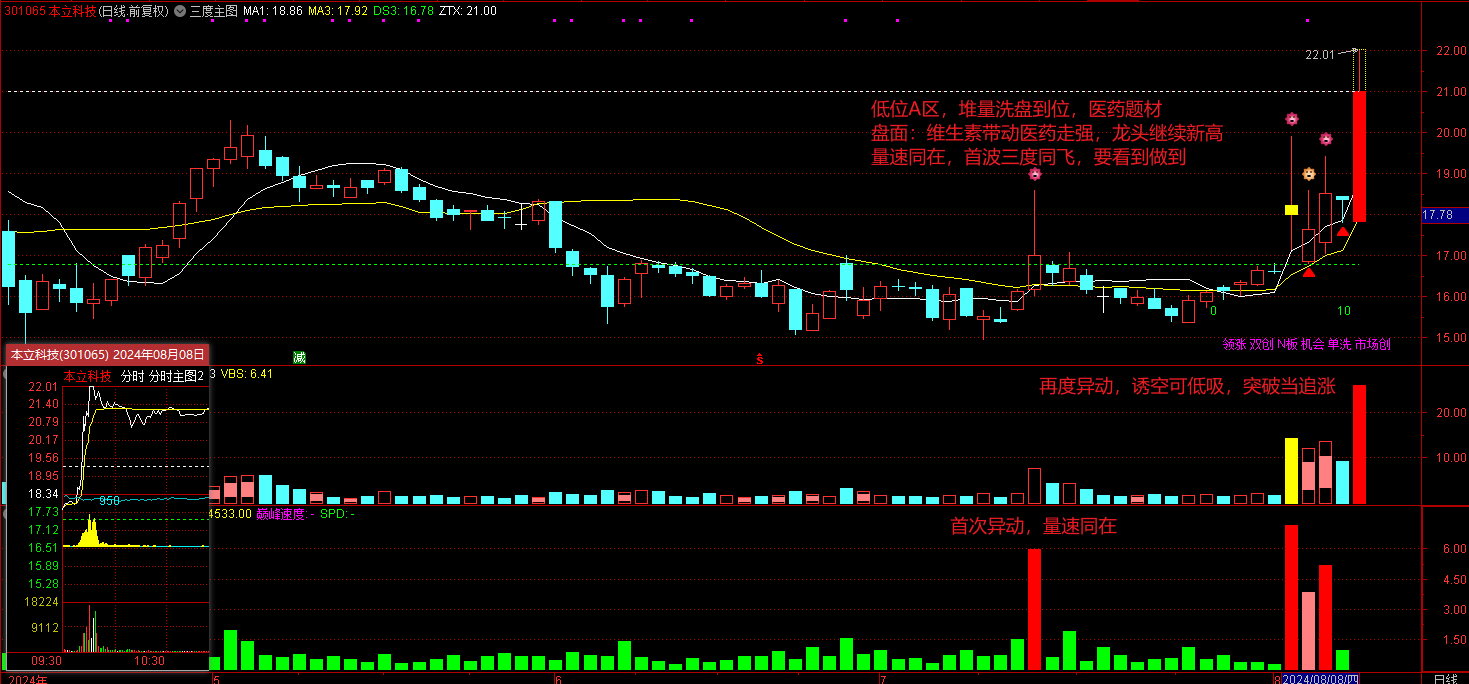 301065 本立科技(日线.前复权) 三度主图 MA1: 18.86 MA3: 17.92 DS3: 16.78 ZTX: 21.00
22.01
22.00
21.00
20.00
19.00
17.78
17.00
16.00
15.00
低位A区，堆量洗盘到位，医药题材
盘面：维生素带动医药走强，龙头继续新高
量速同在，首波三度同飞，要看到做到
0
10
领涨 双创 N板 机会 单洗 市场创
减
本立科技(301065) 2024年08月08日
本立科技 分时 分时主图2
3 VBS: 6.41
再度异动，诱空可低吸，突破当追涨
20.00
10.00
22.01
21.40
20.79
20.17
19.56
18.95
18.34
17.73
17.12
16.51
15.89
15.28
18224
9112
950
09:30
10:30
4533.00 巅峰速度: - SPD: -
首次异动，量速同在
6.00
4.50
3.00
1.50
2024年
5
6
7
8
2024/08/08/四
日线